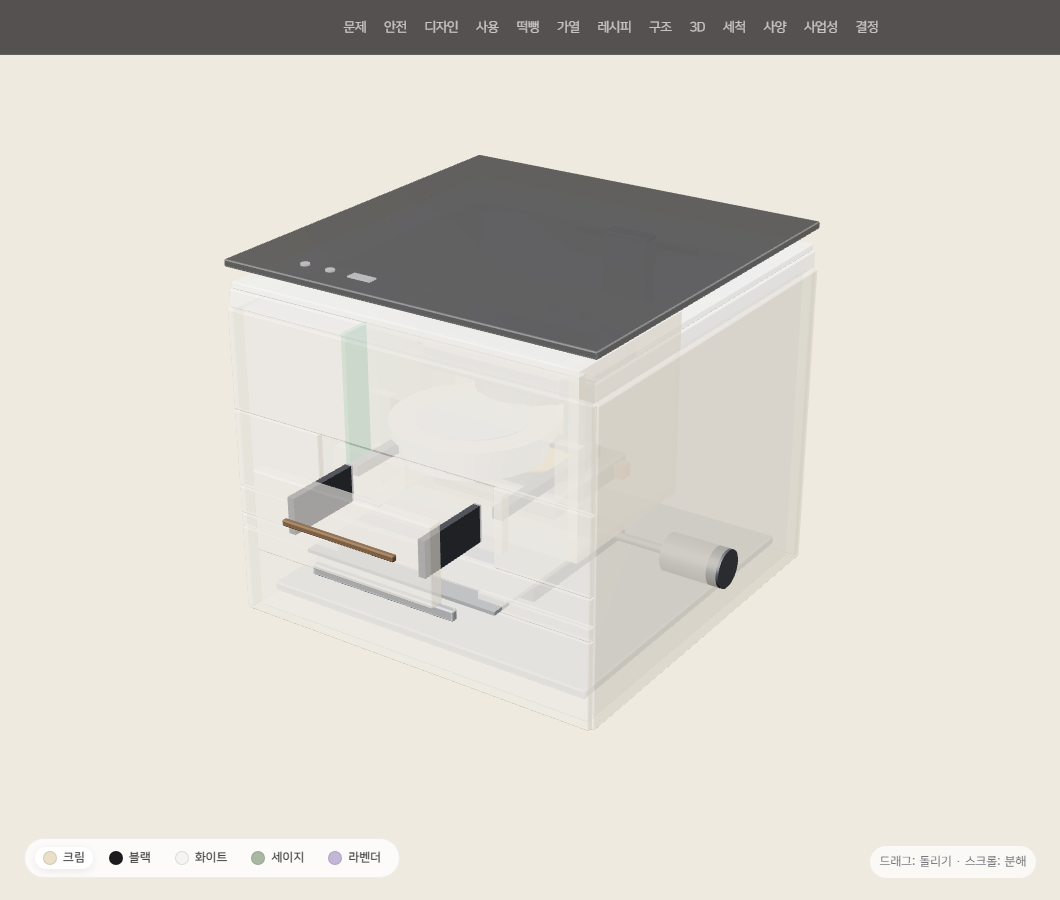 문제 안전 디자인 사용 떡뻥 가열 레시피 구조 3D 세척 사양 사업성 결정
크림 블랙 화이트 세이지 라벤더
드래그: 돌리기 · 스크롤: 분해